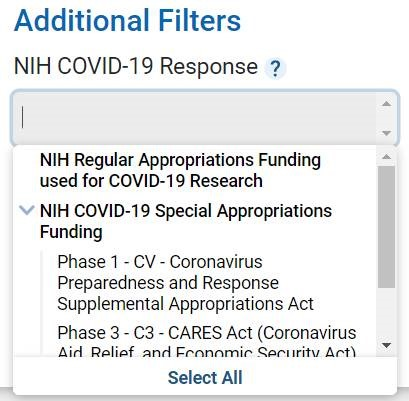 Additional Filters
NIH COVID-19 Response ?
NIH Regular Appropriations Funding
used for COVID-19 Research
NIH COVID-19 Special Appropriations
Funding
Phase 1 - CV - Coronavirus
Preparedness and Response
Supplemental Appropriations Act
Phase 3 - C3 - CARES Act (Coronavirus
Aid, Relief, and Economic Security Act)
Select All